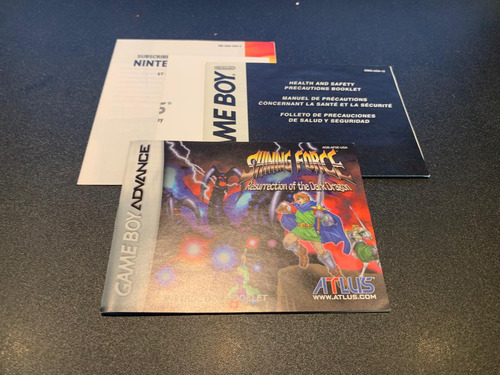 SUBSCRIBE
NINTE
GAME BOY
Nintendo
HEALTH AND SAFETY
PRECAUTIONS BOOKLET
MANUEL DE PRÉCAUTIONS
CONCERNANT LA SANTÉ ET LA SÉCURITÉ
FOLLETO DE PRECAUCIONES
DE SALUD Y SEGURIDAD
GAME BOY ADVANCE
SHINING FORCE
Resurrection of the Dark Dragon
BOOKLET
ATLUS
WWW.ATLUS.COM